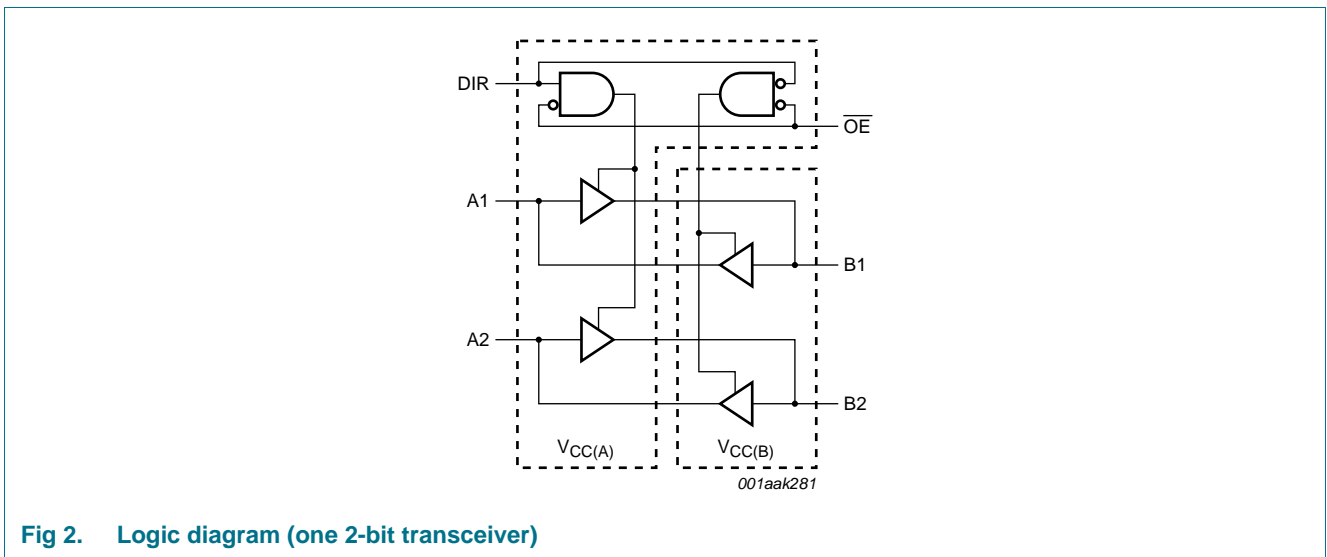 DIR
OE
A1
B1
A2
B2
VCC(A)
VCC(B)
001aak281
Fig 2. Logic diagram (one 2-bit transceiver)